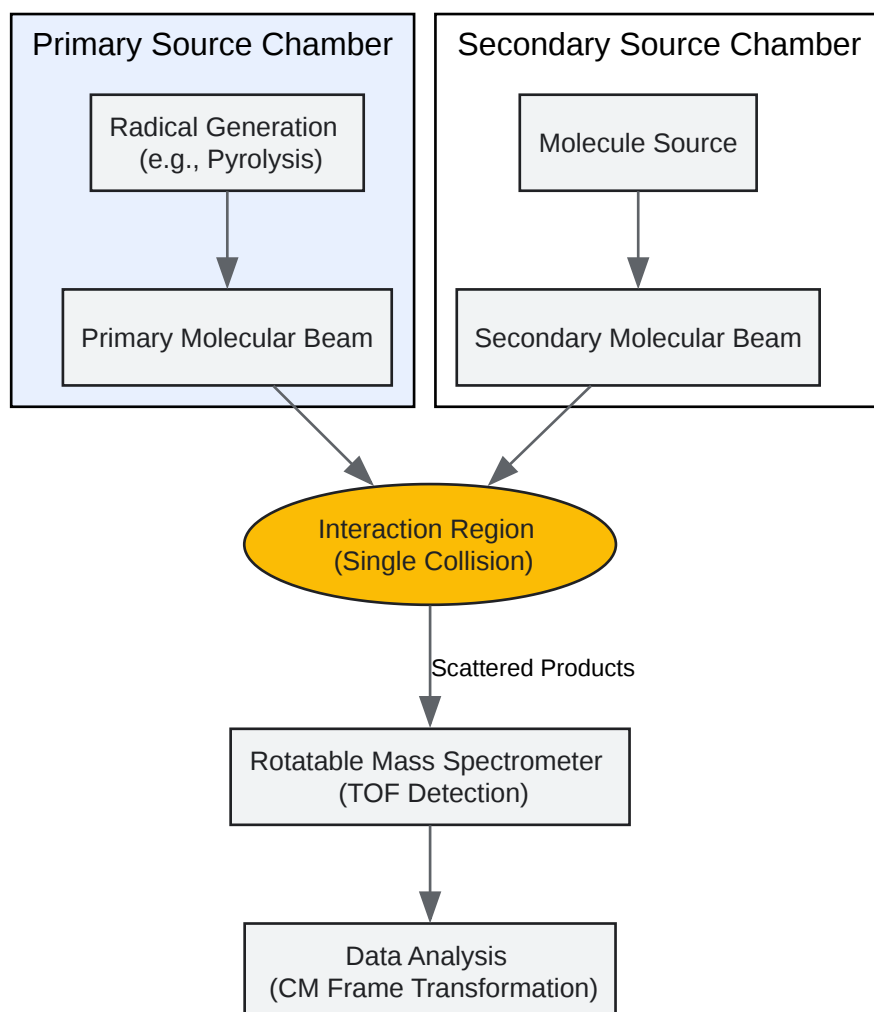 Primary Source Chamber
Radical Generation
(e.g., Pyrolysis)
Primary Molecular Beam
Secondary Source Chamber
Molecule Source
Secondary Molecular Beam
Interaction Region
(Single Collision)
Scattered Products
Rotatable Mass Spectrometer
(TOF Detection)
Data Analysis
(CM Frame Transformation)